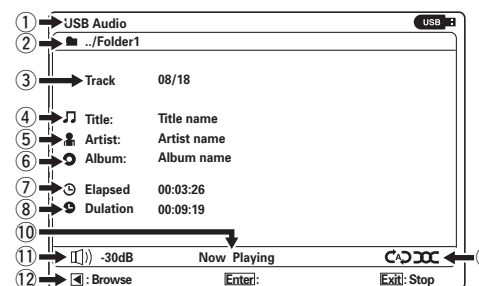 ① USB Audio USB
② ../Folder1
③ Track 08/18
④ Title: Title name
⑤ Artist: Artist name
⑥ Album: Album name
⑦ Elapsed 00:03:26
⑧ Dulation 00:09:19
⑩
⑪ -30dB Now Playing A
⑫ : Browse Enter: Exit: Stop